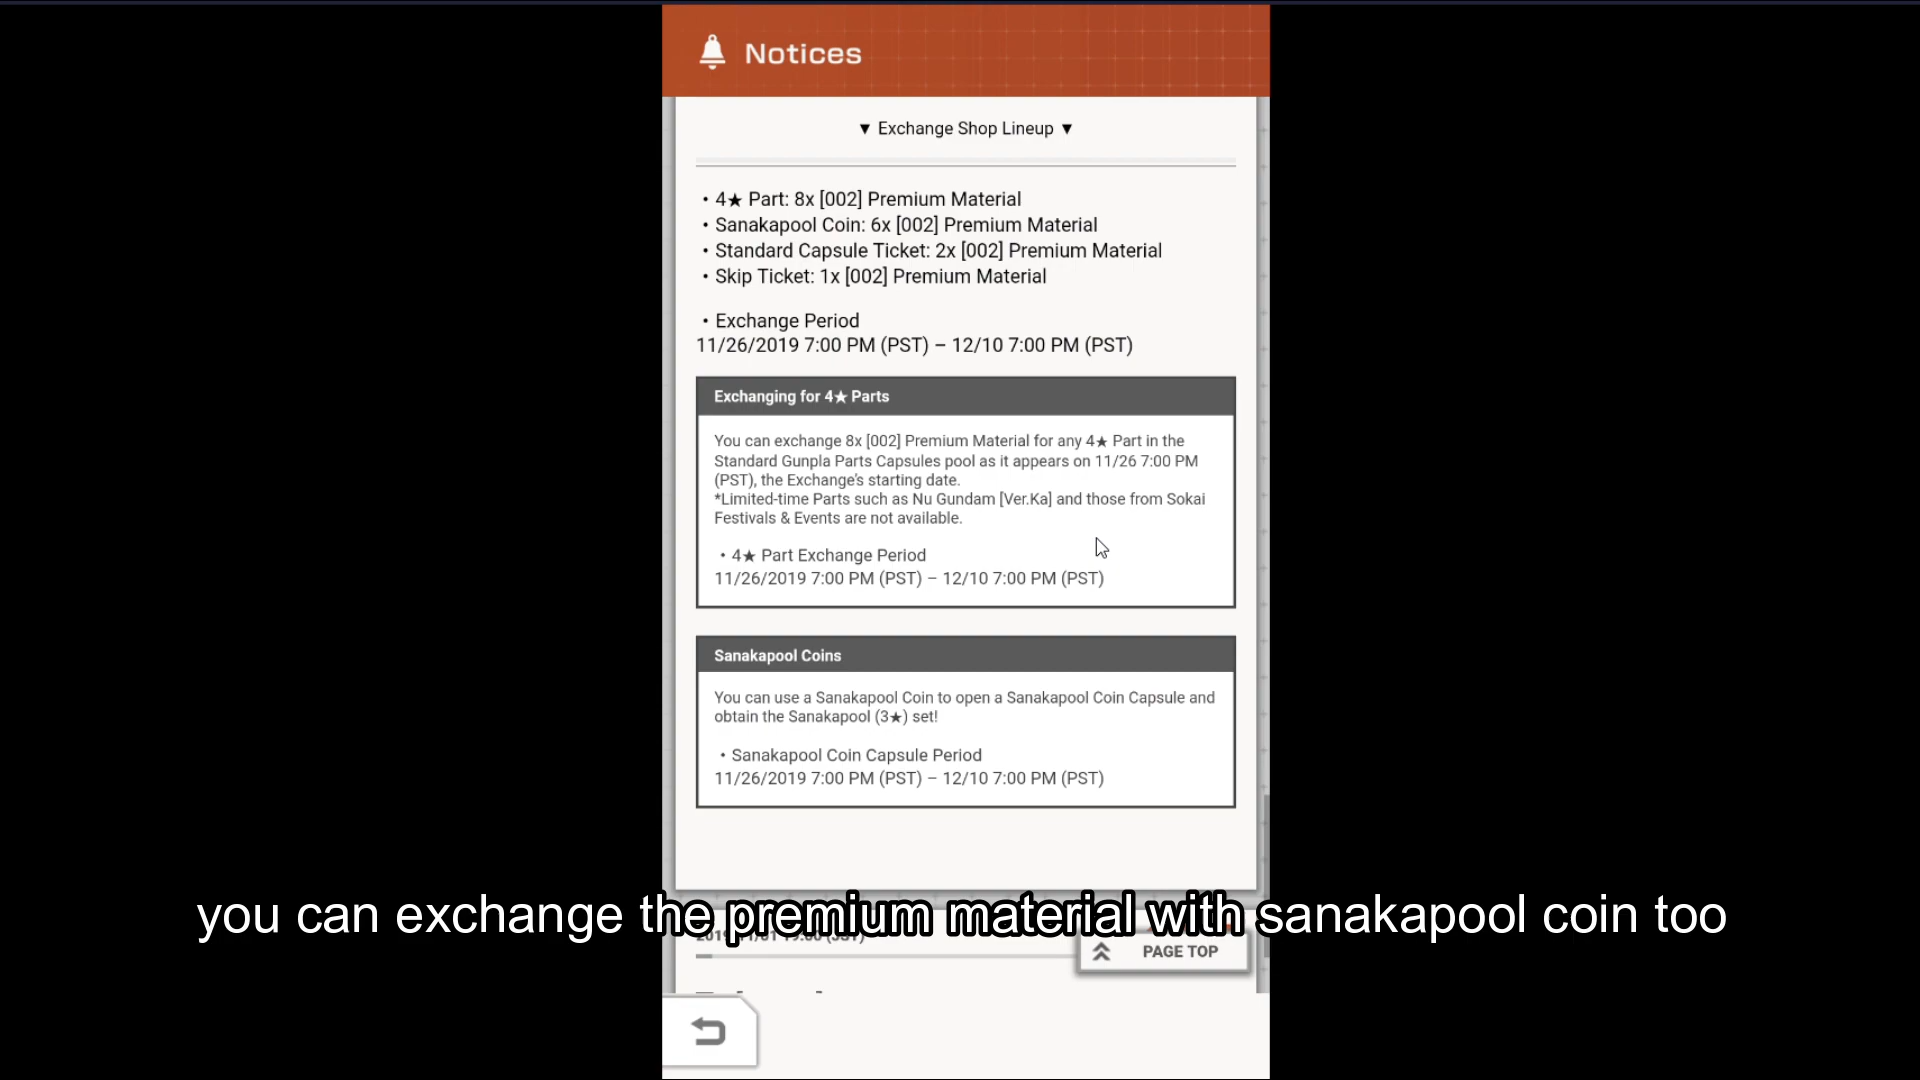 Notices
▼ Exchange Shop Lineup ▼
・4★ Part: 8x [002] Premium Material
・Sanakapool Coin: 6x [002] Premium Material
・Standard Capsule Ticket: 2x [002] Premium Material
・Skip Ticket: 1x [002] Premium Material
・Exchange Period
11/26/2019 7:00 PM (PST) – 12/10 7:00 PM (PST)
Exchanging for 4★ Parts
You can exchange 8x [002] Premium Material for any 4★ Part in the
Standard Gunpla Parts Capsules pool as it appears on 11/26 7:00 PM
(PST), the Exchange's starting date.
*Limited-time Parts such as Nu Gundam [Ver.Ka] and those from Sokai
Festivals & Events are not available.
・4★ Part Exchange Period
11/26/2019 7:00 PM (PST) – 12/10 7:00 PM (PST)
Sanakapool Coins
You can use a Sanakapool Coin to open a Sanakapool Coin Capsule and
obtain the Sanakapool (3★) set!
・Sanakapool Coin Capsule Period
11/26/2019 7:00 PM (PST) – 12/10 7:00 PM (PST)
you can exchange the premium material with sanakapool coin too
PAGE TOP